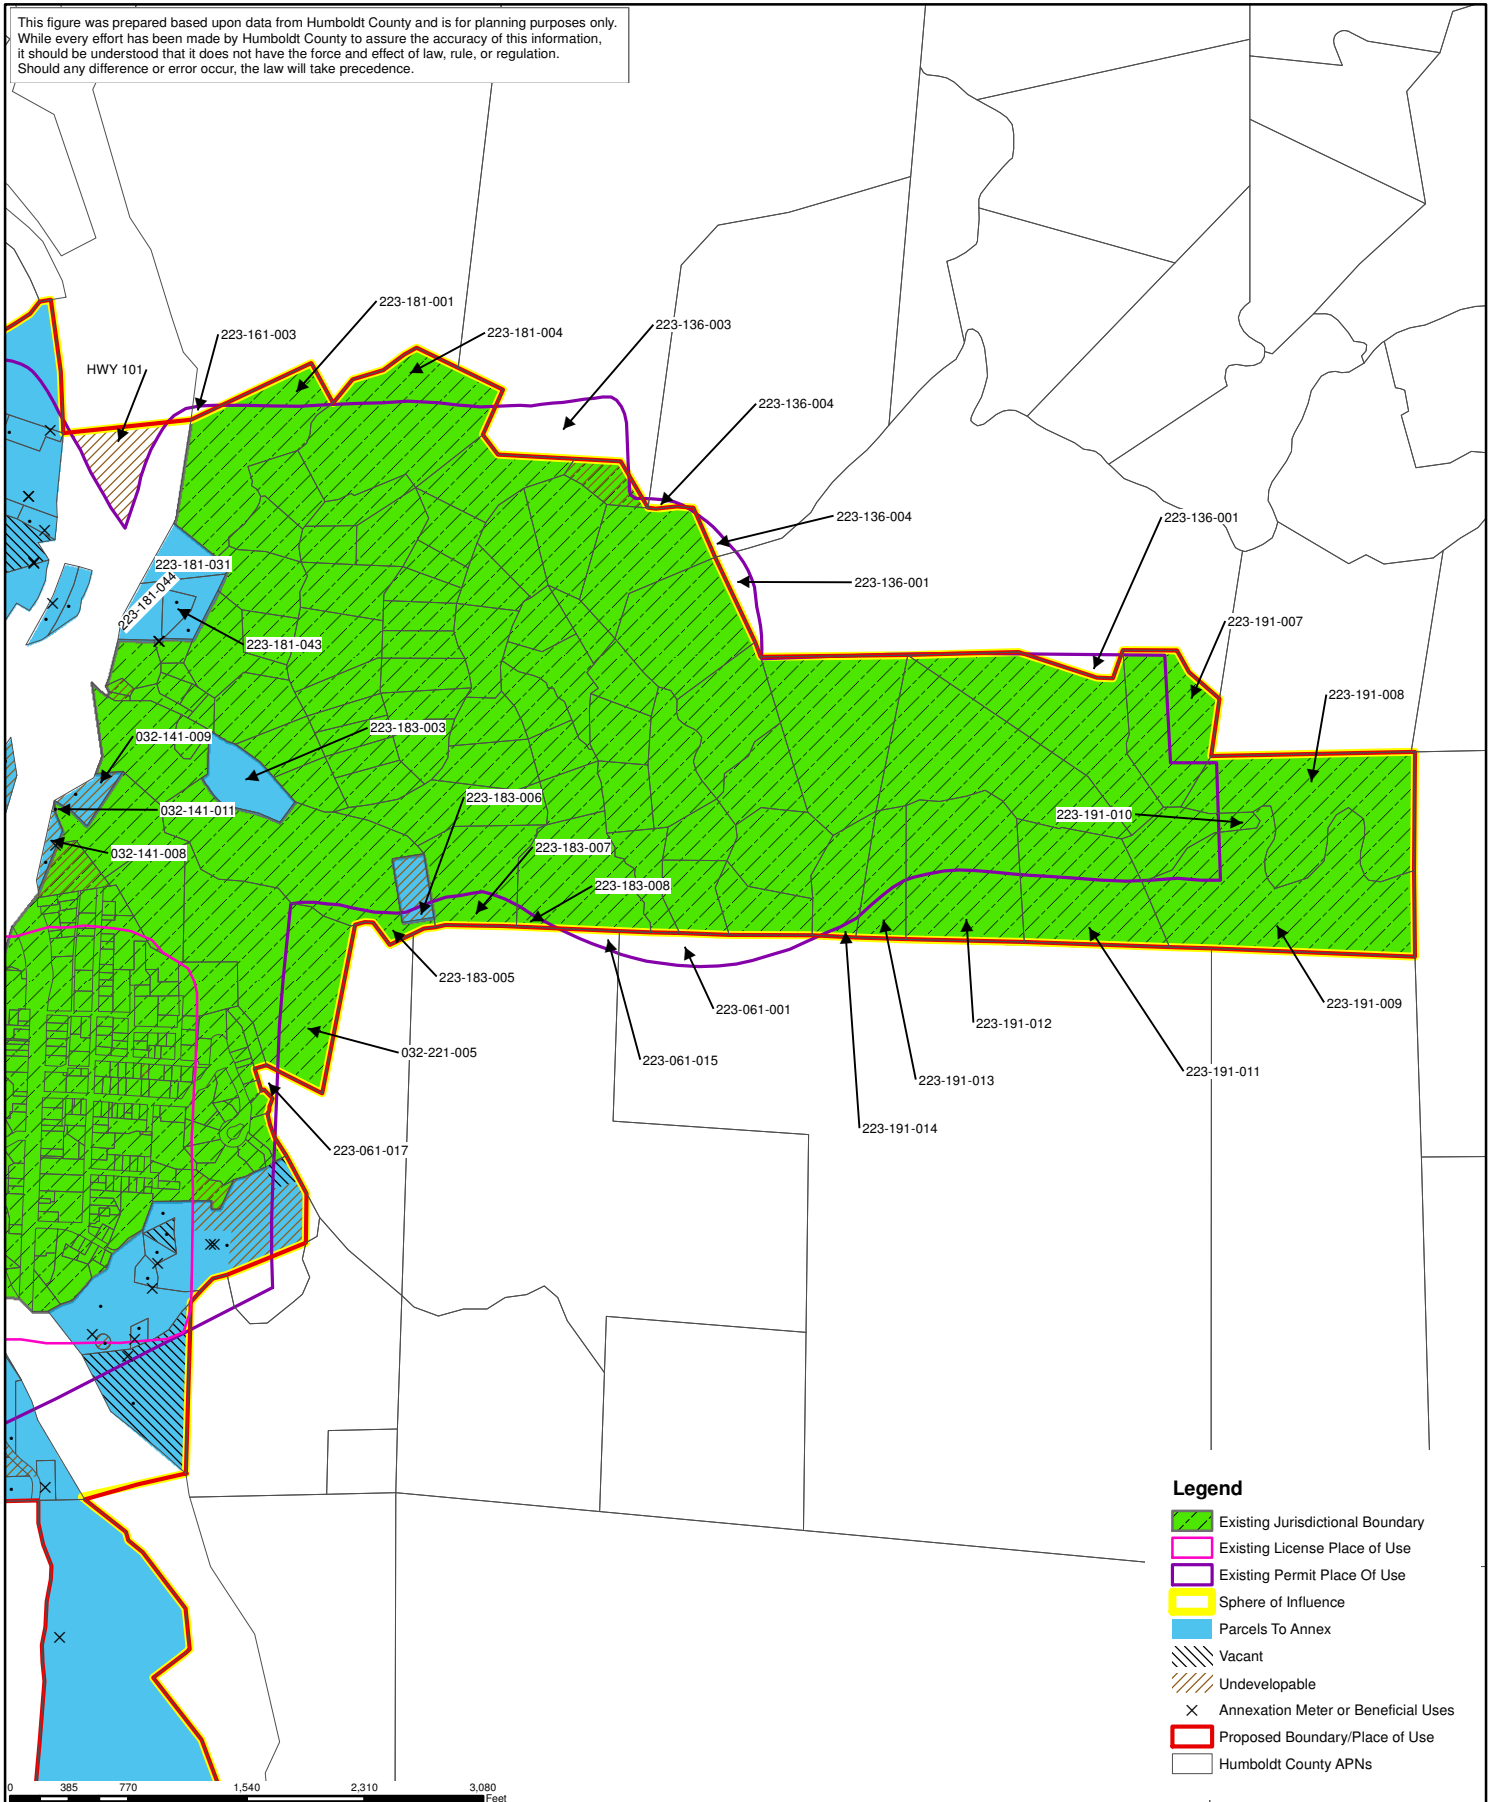 This figure was prepared based upon data from Humboldt County and is for planning purposes only.
While every effort has been made by Humboldt County to assure the accuracy of this information,
it should be understood that it does not have the force and effect of law, rule, or regulation.
Should any difference or error occur, the law will take precedence.
223-181-001
223-161-003
223-181-004
223-136-003
HWY 101
223-136-004
223-136-004
223-136-001
223-181-031
223-136-001
223-181-044
223-191-007
223-181-043
223-191-008
223-183-003
032-141-009
223-183-006
032-141-011
223-191-010
223-183-007
032-141-008
223-183-008
223-183-005
223-191-009
223-061-001
223-191-012
032-221-005
223-061-015
223-191-011
223-191-013
223-191-014
223-061-017
Legend
Existing Jurisdictional Boundary
Existing License Place of Use
Existing Permit Place Of Use
Sphere of Influence
Parcels To Annex
Vacant
Undevelopable
Annexation Meter or Beneficial Uses
Proposed Boundary/Place of Use
Humboldt County APNs
0 385 770 1,540 2,310 3,080
Feet